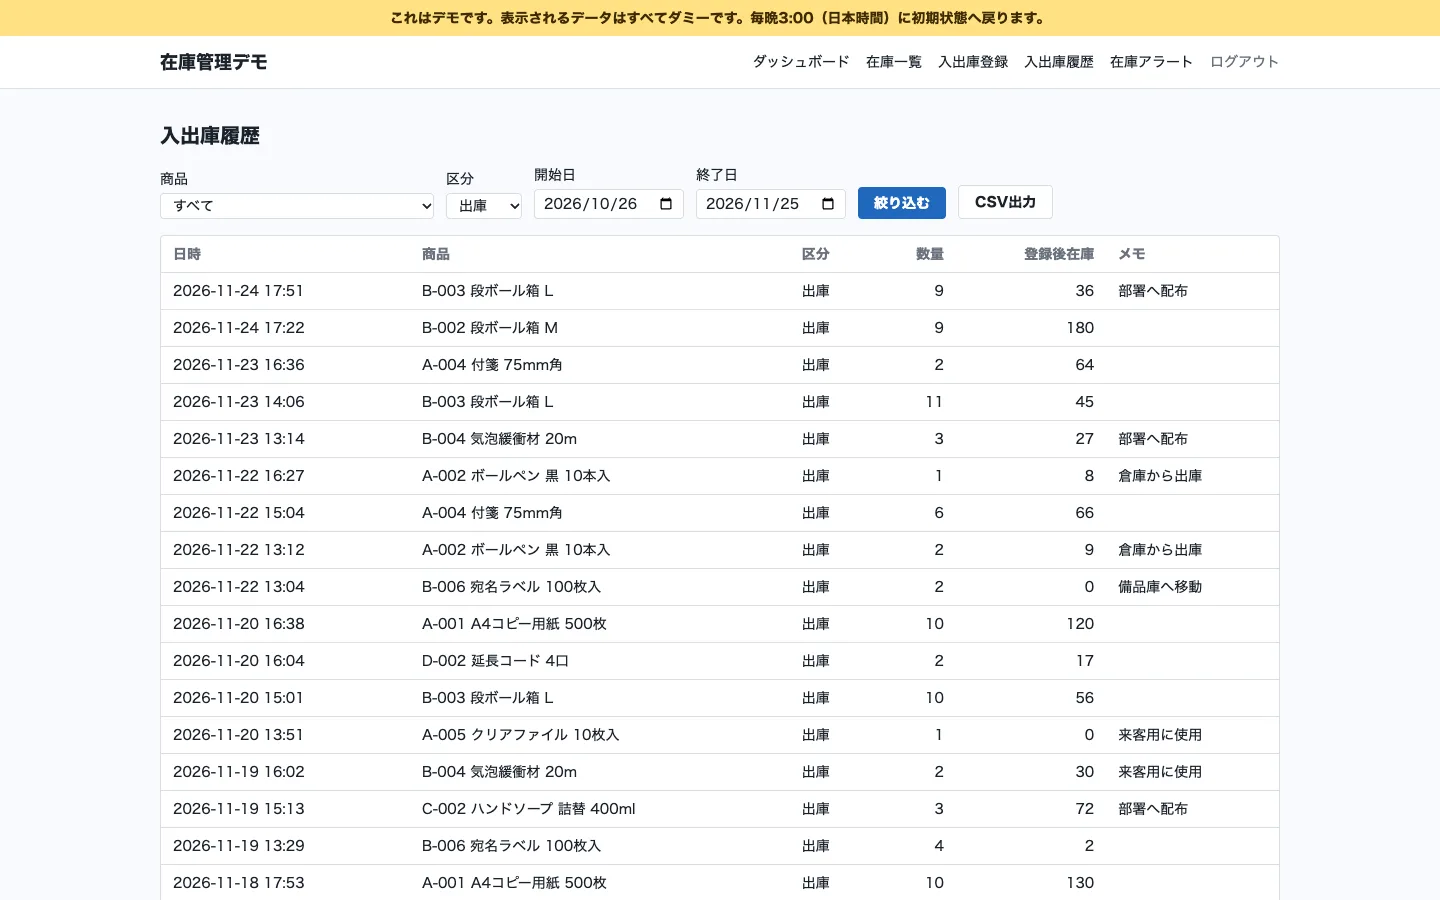 これはデモです。表示されるデータはすべてダミーです。毎晩3:00（日本時間）に初期状態へ戻ります。
在庫管理デモ ダッシュボード 在庫一覧 入出庫登録 入出庫履歴 在庫アラート ログアウト
入出庫履歴
商品 区分 開始日 終了日
すべて 出庫 2026/10/26 2026/11/25 絞り込む CSV出力
日時 商品 区分 数量 登録後在庫 メモ
2026-11-24 17:51 B-003 段ボール箱 L 出庫 9 36 部署へ配布
2026-11-24 17:22 B-002 段ボール箱 M 出庫 9 180
2026-11-23 16:36 A-004 付箋 75mm角 出庫 2 64
2026-11-23 14:06 B-003 段ボール箱 L 出庫 11 45
2026-11-23 13:14 B-004 気泡緩衝材 20m 出庫 3 27 部署へ配布
2026-11-22 16:27 A-002 ボールペン 黒 10本入 出庫 1 8 倉庫から出庫
2026-11-22 15:04 A-004 付箋 75mm角 出庫 6 66
2026-11-22 13:12 A-002 ボールペン 黒 10本入 出庫 2 9 倉庫から出庫
2026-11-22 13:04 B-006 宛名ラベル 100枚入 出庫 2 0 備品庫へ移動
2026-11-20 16:38 A-001 A4コピー用紙 500枚 出庫 10 120
2026-11-20 16:04 D-002 延長コード 4口 出庫 2 17
2026-11-20 15:01 B-003 段ボール箱 L 出庫 10 56
2026-11-20 13:51 A-005 クリアファイル 10枚入 出庫 1 0 来客用に使用
2026-11-19 16:02 B-004 気泡緩衝材 20m 出庫 2 30 来客用に使用
2026-11-19 15:13 C-002 ハンドソープ 詰替 400ml 出庫 3 72 部署へ配布
2026-11-19 13:29 B-006 宛名ラベル 100枚入 出庫 4 2
2026-11-18 17:53 A-001 A4コピー用紙 500枚 出庫 10 130